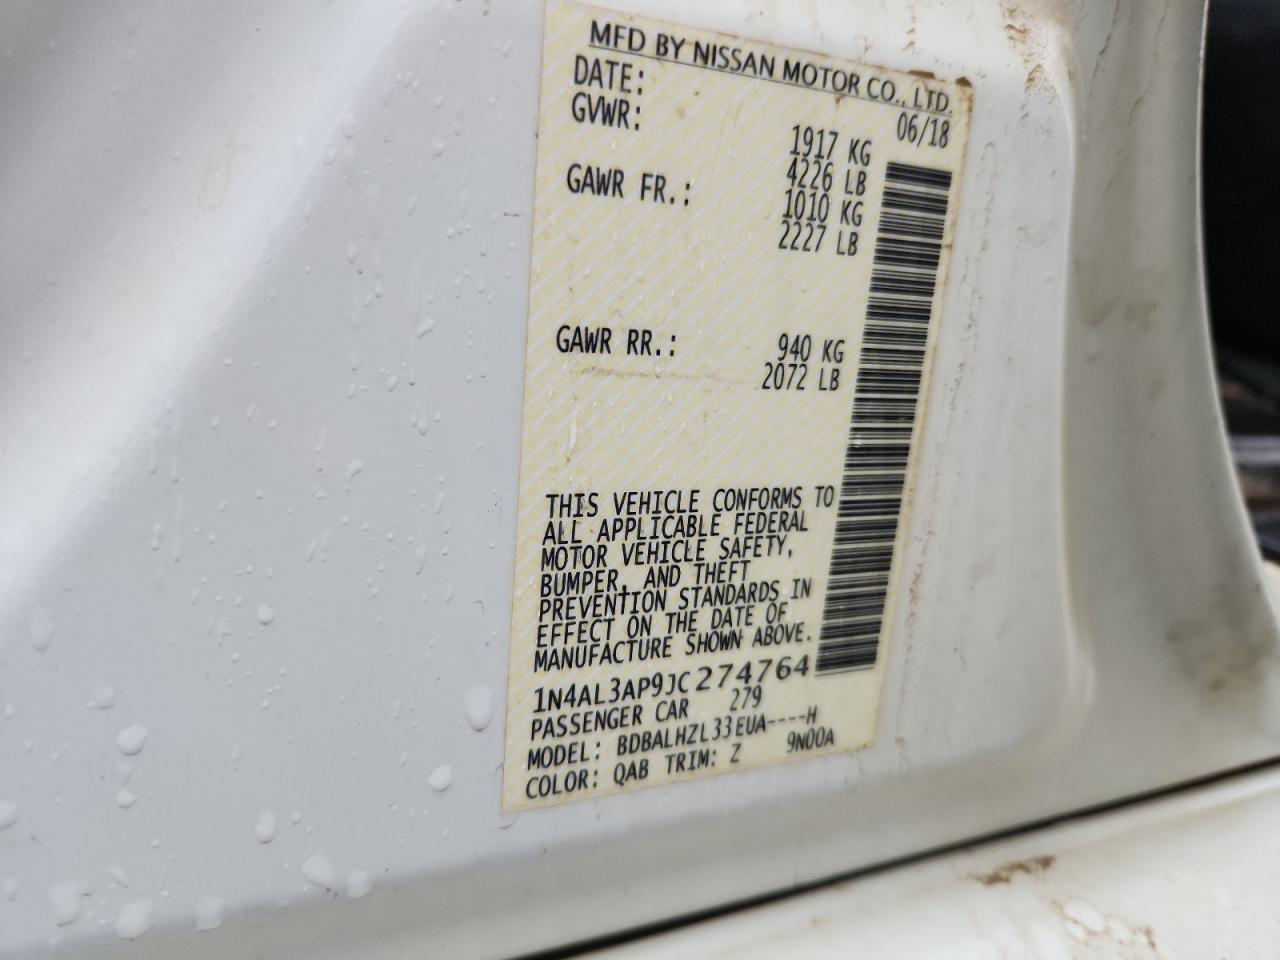 MFD BY NISSAN MOTOR CO., LTD.
DATE: 06/18
GVWR: 1917 KG
4226 LB
GAWR FR.: 1010 KG
2227 LB
GAWR RR.: 940 KG
2072 LB
THIS VEHICLE CONFORMS TO
ALL APPLICABLE FEDERAL
MOTOR VEHICLE SAFETY,
BUMPER, AND THEFT
PREVENTION STANDARDS IN
EFFECT ON THE DATE OF
MANUFACTURE SHOWN ABOVE.
1N4AL3AP9JC274764
PASSENGER CAR 279
MODEL: BDBALHZL33EUA----H
COLOR: QAB TRIM: Z 9N00A